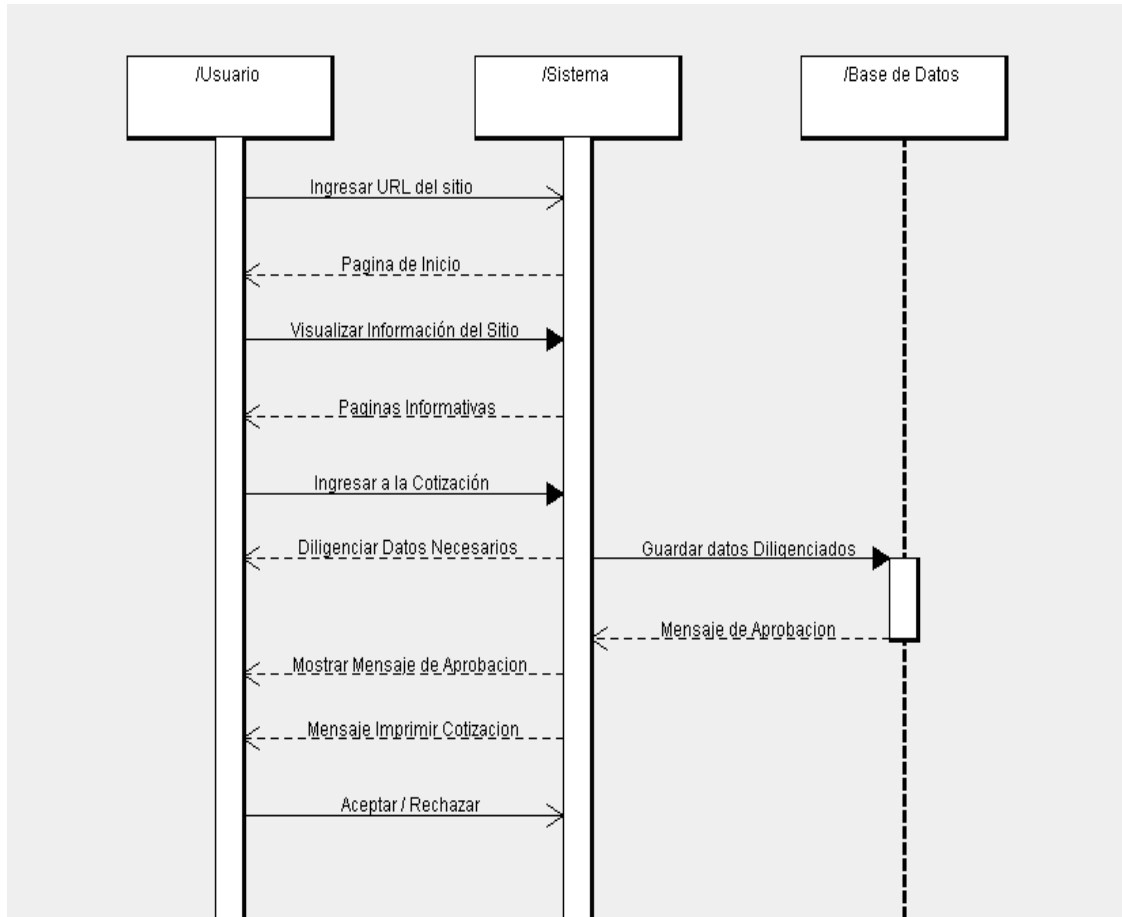 /Usuario
/Sistema
/Base de Datos
Ingresar URL del sitio
Pagina de Inicio
Visualizar Información del Sitio
Paginas Informativas
Ingresar a la Cotización
Diligenciar Datos Necesarios
Guardar datos Diligenciados
Mensaje de Aprobacion
Mostrar Mensaje de Aprobacion
Mensaje Imprimir Cotizacion
Aceptar / Rechazar